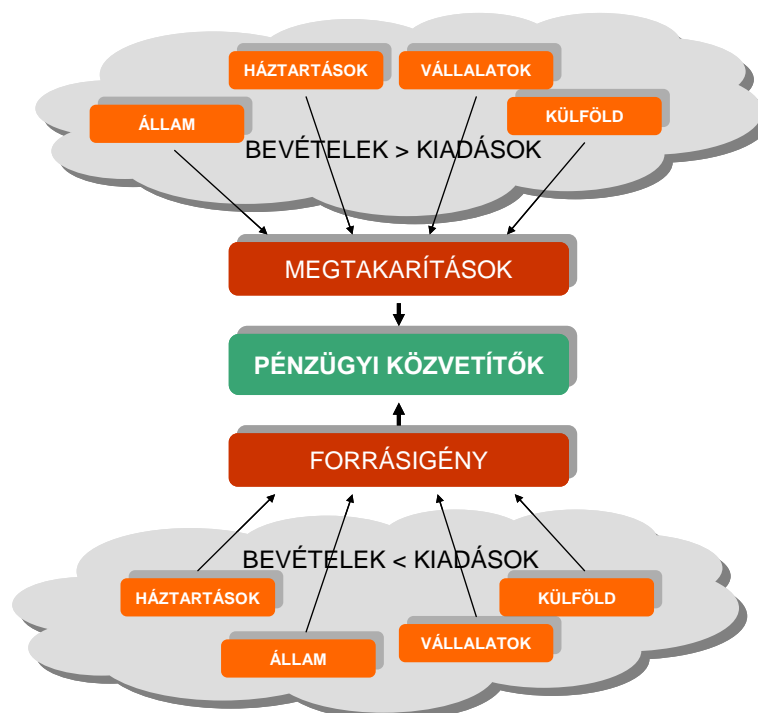 HÁZTARTÁSOK
VÁLLALATOK
ÁLLAM
KÜLFÖLD
BEVÉTELEK > KIADÁSOK
MEGTAKARÍTÁSOK
PÉNZÜGYI KÖZVETÍTŐK
FORRÁSIGÉNY
BEVÉTELEK < KIADÁSOK
HÁZTARTÁSOK
KÜLFÖLD
ÁLLAM
VÁLLALATOK